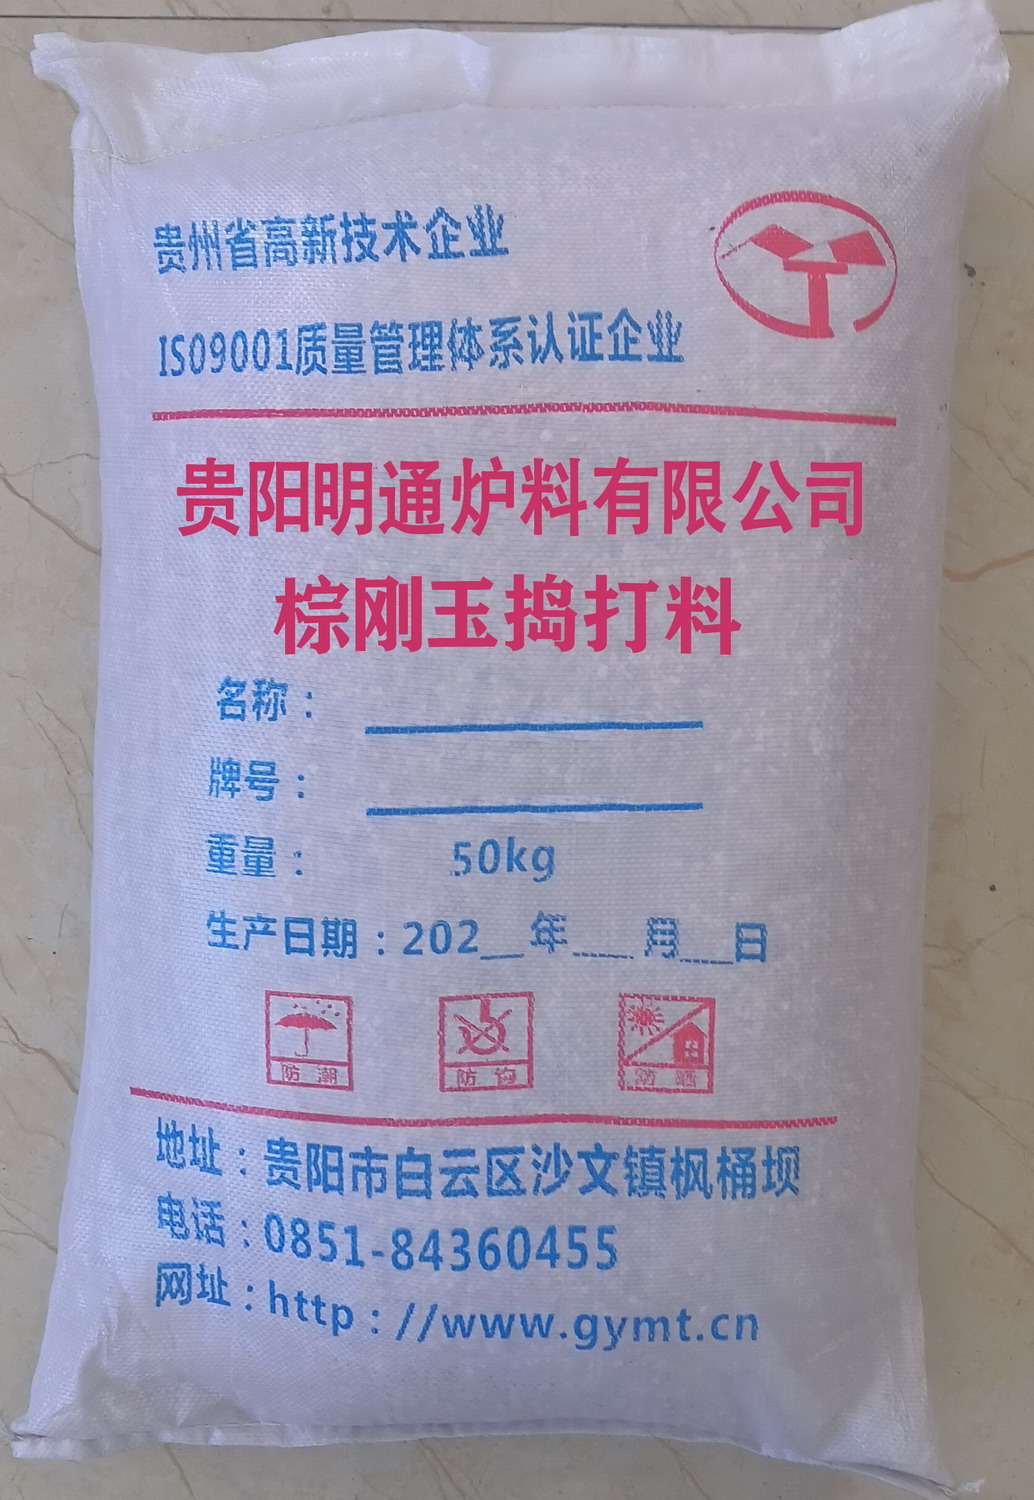 贵州省高新技术企业
ISO9001质量管理体系认证企业
贵阳明通炉料有限公司
棕刚玉捣打料
名称：
牌号：
重量： 50kg
生产日期：202__年____月____日
防潮 防钩 防晒
地址：贵阳市白云区沙文镇枫桶坝
电话：0851-84360455
网址：http：//www.gymt.cn